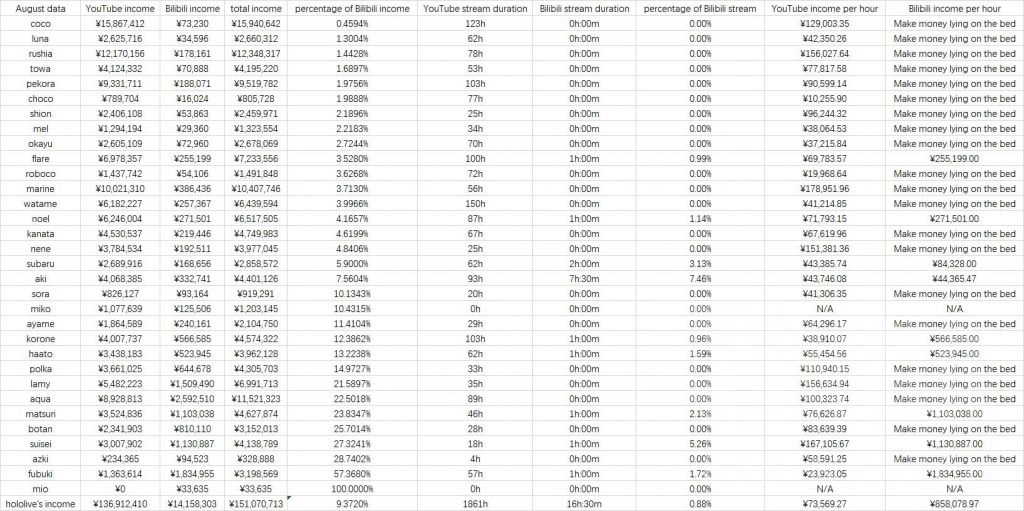 August data YouTube income Bilibili income total income percentage of Bilibili income YouTube stream duration Bilibili stream duration percentage of Bilibili stream YouTube income per hour Bilibili income per hour
coco ¥15,867,412 ¥73,230 ¥15,940,642 0.4594% 123h 0h:00m 0.00% ¥129,003.35 Make money lying on the bed
luna ¥2,625,716 ¥34,596 ¥2,660,312 1.3004% 62h 0h:00m 0.00% ¥42,350.26 Make money lying on the bed
rushia ¥12,170,156 ¥178,161 ¥12,348,317 1.4428% 78h 0h:00m 0.00% ¥156,027.64 Make money lying on the bed
towa ¥4,124,332 ¥70,888 ¥4,195,220 1.6897% 53h 0h:00m 0.00% ¥77,817.58 Make money lying on the bed
pekora ¥9,331,711 ¥188,071 ¥9,519,782 1.9756% 103h 0h:00m 0.00% ¥90,599.14 Make money lying on the bed
choco ¥789,704 ¥16,024 ¥805,728 1.9888% 77h 0h:00m 0.00% ¥10,255.90 Make money lying on the bed
shion ¥2,406,108 ¥53,863 ¥2,459,971 2.1896% 25h 0h:00m 0.00% ¥96,244.32 Make money lying on the bed
mel ¥1,294,194 ¥29,360 ¥1,323,554 2.2183% 34h 0h:00m 0.00% ¥38,064.53 Make money lying on the bed
okayu ¥2,605,109 ¥72,960 ¥2,678,069 2.7244% 70h 0h:00m 0.00% ¥37,215.84 Make money lying on the bed
flare ¥6,978,357 ¥255,199 ¥7,233,556 3.5280% 100h 1h:00m 0.99% ¥69,783.57 ¥255,199.00
roboco ¥1,437,742 ¥54,106 ¥1,491,848 3.6268% 72h 0h:00m 0.00% ¥19,968.64 Make money lying on the bed
marine ¥10,021,310 ¥386,436 ¥10,407,746 3.7130% 56h 0h:00m 0.00% ¥178,951.96 Make money lying on the bed
watame ¥6,182,227 ¥257,367 ¥6,439,594 3.9966% 150h 0h:00m 0.00% ¥41,214.85 Make money lying on the bed
noel ¥6,246,004 ¥271,501 ¥6,517,505 4.1657% 87h 1h:00m 1.14% ¥71,793.15 ¥271,501.00
kanata ¥4,530,537 ¥219,446 ¥4,749,983 4.6199% 67h 0h:00m 0.00% ¥67,619.96 Make money lying on the bed
nene ¥3,784,534 ¥192,511 ¥3,977,045 4.8406% 25h 0h:00m 0.00% ¥151,381.36 Make money lying on the bed
subaru ¥2,689,916 ¥168,656 ¥2,858,572 5.9000% 62h 2h:00m 3.13% ¥43,385.74 ¥84,328.00
aki ¥4,068,385 ¥332,741 ¥4,401,126 7.5604% 93h 7h:30m 7.46% ¥43,746.08 ¥44,365.47
sora ¥826,127 ¥93,164 ¥919,291 10.1343% 20h 0h:00m 0.00% ¥41,306.35 Make money lying on the bed
miko ¥1,077,639 ¥125,506 ¥1,203,145 10.4315% 0h 0h:00m 0.00% N/A N/A
ayame ¥1,864,589 ¥240,161 ¥2,104,750 11.4104% 29h 0h:00m 0.00% ¥64,296.17 Make money lying on the bed
korone ¥4,007,737 ¥566,585 ¥4,574,322 12.3862% 103h 1h:00m 0.96% ¥38,910.07 ¥566,585.00
haato ¥3,438,183 ¥523,945 ¥3,962,128 13.2238% 62h 1h:00m 1.59% ¥55,454.56 ¥523,945.00
polka ¥3,661,025 ¥644,678 ¥4,305,703 14.9727% 33h 0h:00m 0.00% ¥110,940.15 Make money lying on the bed
lamy ¥5,482,223 ¥1,509,490 ¥6,991,713 21.5897% 35h 0h:00m 0.00% ¥156,634.94 Make money lying on the bed
aqua ¥8,928,813 ¥2,592,510 ¥11,521,323 22.5018% 89h 0h:00m 0.00% ¥100,323.74 Make money lying on the bed
matsuri ¥3,524,836 ¥1,103,038 ¥4,627,874 23.8347% 46h 1h:00m 2.13% ¥76,626.87 ¥1,103,038.00
botan ¥2,341,903 ¥810,110 ¥3,152,013 25.7014% 28h 0h:00m 0.00% ¥83,639.39 Make money lying on the bed
suisei ¥3,007,902 ¥1,130,887 ¥4,138,789 27.3241% 18h 1h:00m 5.26% ¥167,105.67 ¥1,130,887.00
azki ¥234,365 ¥94,523 ¥328,888 28.7402% 4h 0h:00m 0.00% ¥58,591.25 Make money lying on the bed
fubuki ¥1,363,614 ¥1,834,955 ¥3,198,569 57.3680% 57h 1h:00m 1.72% ¥23,923.05 ¥1,834,955.00
mio ¥0 ¥33,635 ¥33,635 100.0000% 0h 0h:00m 0.00% N/A N/A
hololive's income ¥136,912,410 ¥14,158,303 ¥151,070,713 9.3720% 1861h 16h:30m 0.88% ¥73,569.27 ¥858,078.97